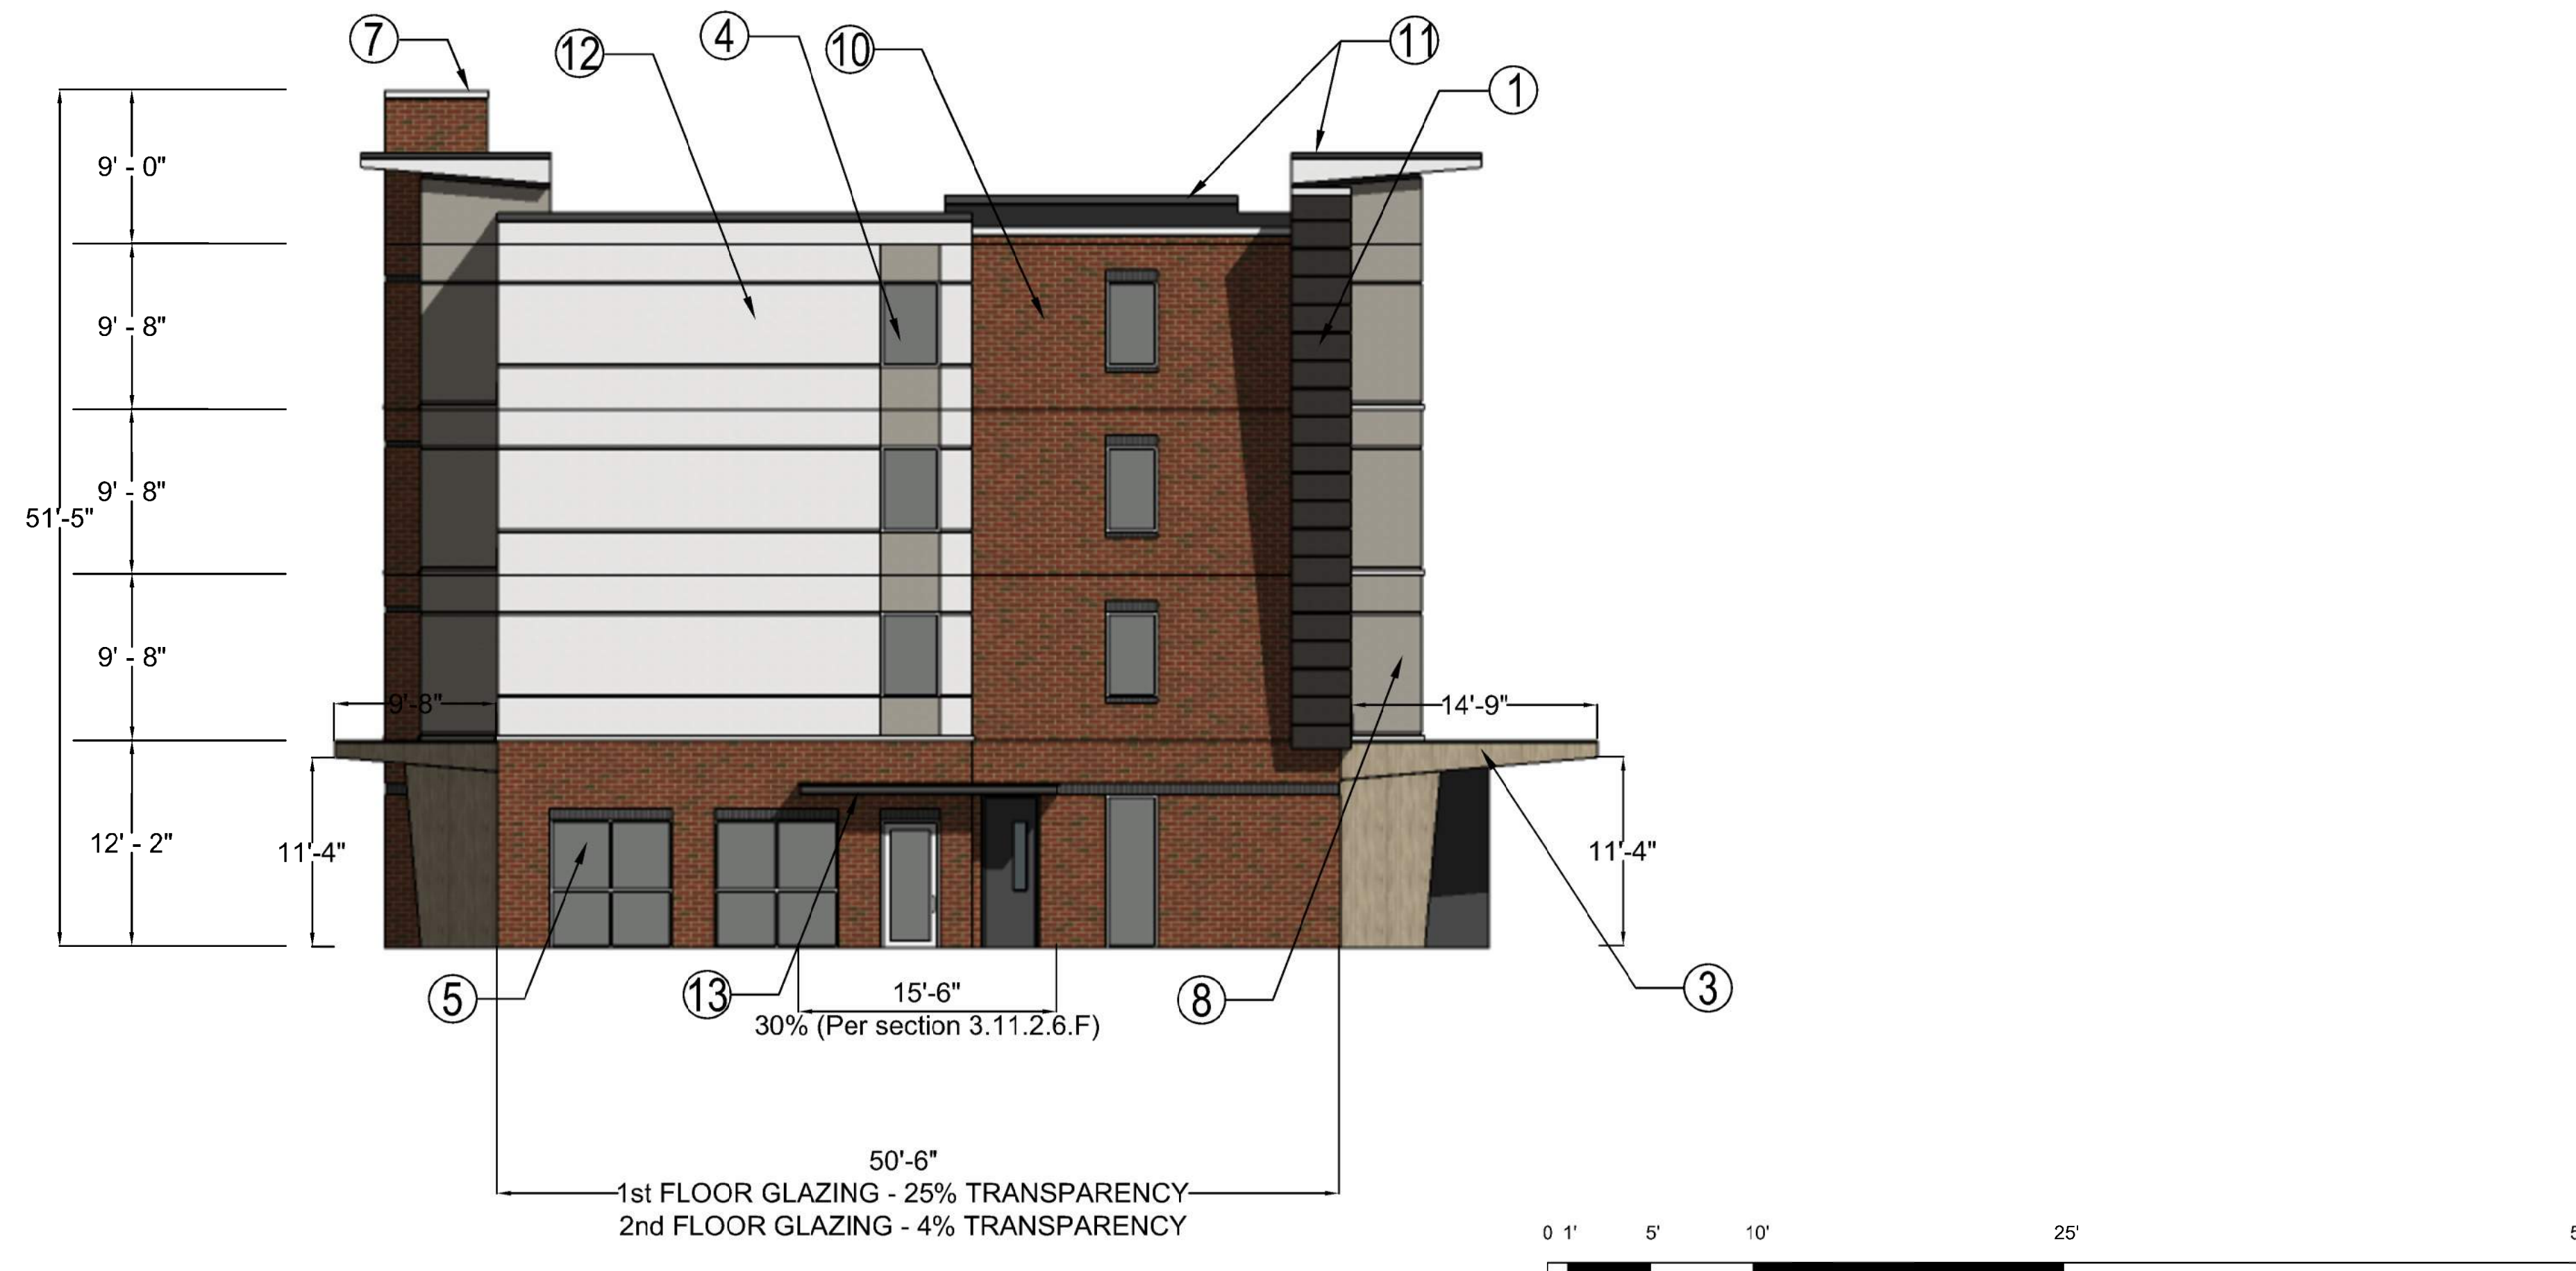 7
12
4
10
11
1
9' - 0"
9' - 8"
9' - 8"
51'-5"
9' - 8"
9'-8"
14'-9"
12' - 2"
11'-4"
11'-4"
5
13
15'-6"
8
3
30% (Per section 3.11.2.6.F)
50'-6"
1st FLOOR GLAZING - 25% TRANSPARENCY
2nd FLOOR GLAZING - 4% TRANSPARENCY
0 1' 5' 10' 25'